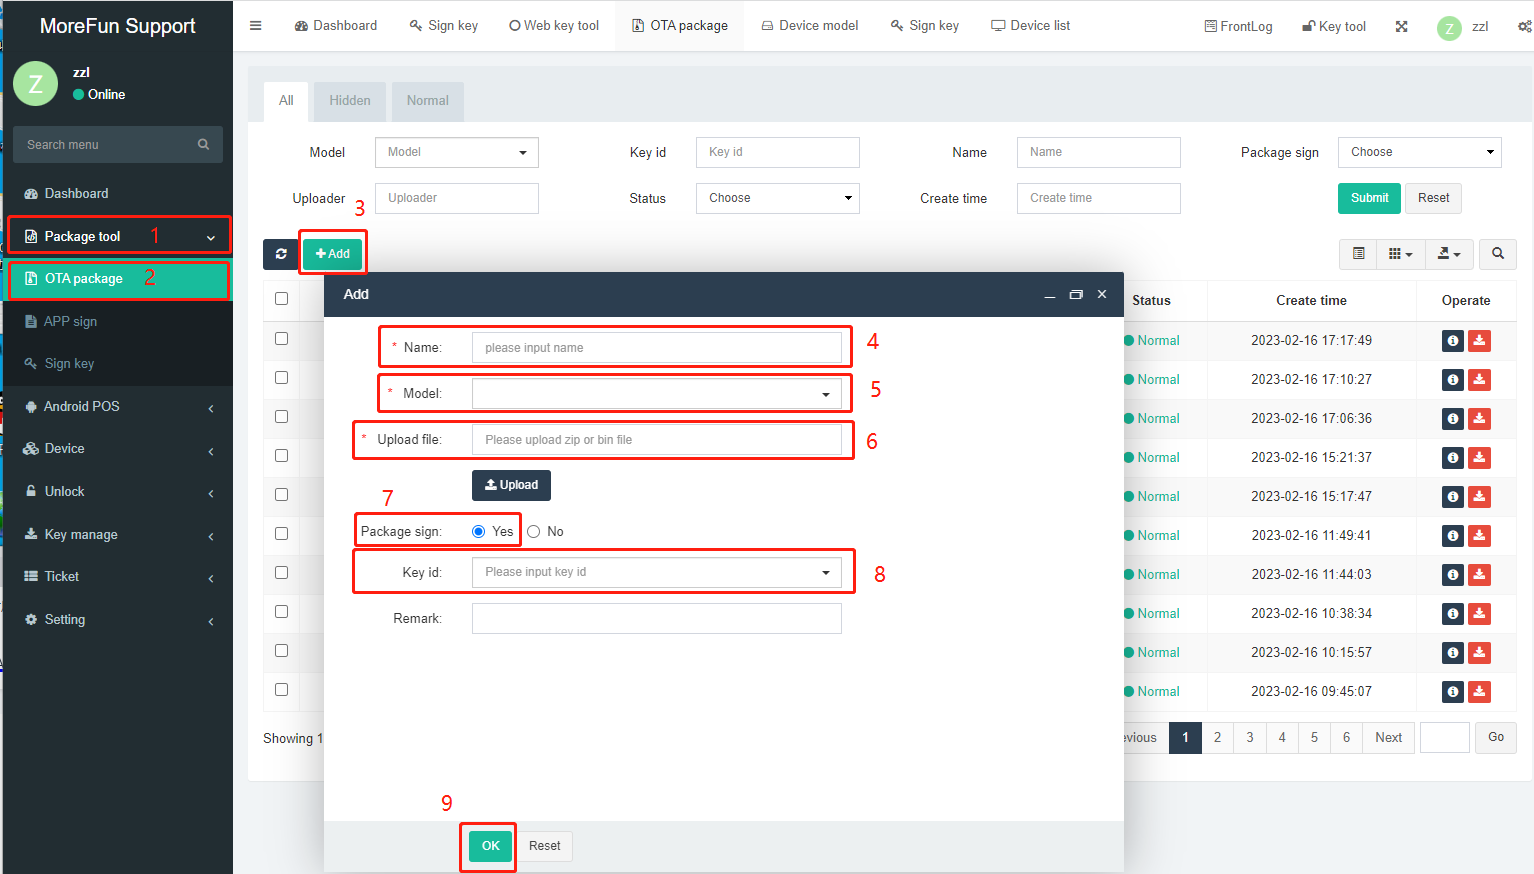 MoreFun Support
Dashboard
Sign key
Web key tool
OTA package
Device model
Sign key
Device list
FrontLog
Key tool
Z
zzl
Z
zzl
Online
Search menu
Dashboard
Package tool
1
OTA package
2
APP sign
Sign key
Android POS
Device
Unlock
Key manage
Ticket
Setting
All
Hidden
Normal
Model
Model
Key id
Key id
Name
Name
Package sign
Choose
Uploader
Uploader
Status
Choose
Create time
Create time
Submit
Reset
3
Add
Status
Create time
Operate
Normal
2023-02-16 17:17:49
Normal
2023-02-16 17:10:27
Normal
2023-02-16 17:06:36
Normal
2023-02-16 15:21:37
Normal
2023-02-16 15:17:47
Normal
2023-02-16 11:49:41
Normal
2023-02-16 11:44:03
Normal
2023-02-16 10:38:34
Normal
2023-02-16 10:15:57
Normal
2023-02-16 09:45:07
Showing 1
evious
1
2
3
4
5
6
Next
Go
Add
* Name:
please input name
4
* Model:
5
* Upload file:
Please upload zip or bin file
6
Upload
7
Package sign:
Yes
No
Key id:
Please input key id
8
Remark:
9
OK
Reset